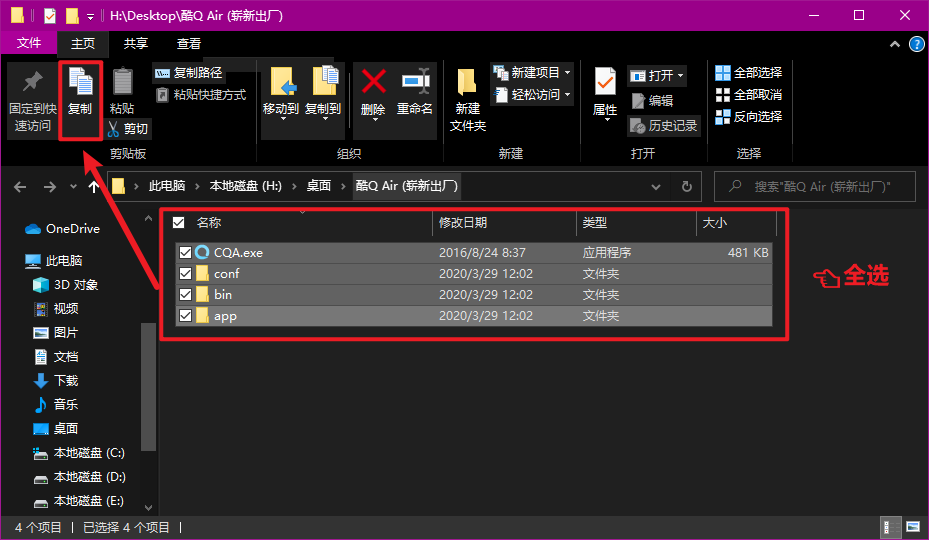 H:\Desktop\酷Q Air (崭新出厂)
文件 主页 共享 查看
固定到快速访问
复制
粘贴
复制路径
粘贴快捷方式
剪切
剪贴板
移动到
复制到
删除
重命名
组织
新建文件夹
新建项目
轻松访问
新建
属性
打开
编辑
历史记录
打开
全部选择
全部取消
反向选择
选择
此电脑 本地磁盘 (H:) 桌面 酷Q Air (崭新出厂)
搜索"酷Q Air (崭新出厂)"
OneDrive
此电脑
3D 对象
视频
图片
文档
下载
音乐
桌面
本地磁盘 (C:)
本地磁盘 (D:)
本地磁盘 (E:)
名称 修改日期 类型 大小
CQA.exe 2016/8/24 8:37 应用程序 481 KB
conf 2020/3/29 12:02 文件夹
bin 2020/3/29 12:02 文件夹
app 2020/3/29 12:02 文件夹
全选
4 个项目 已选择 4 个项目